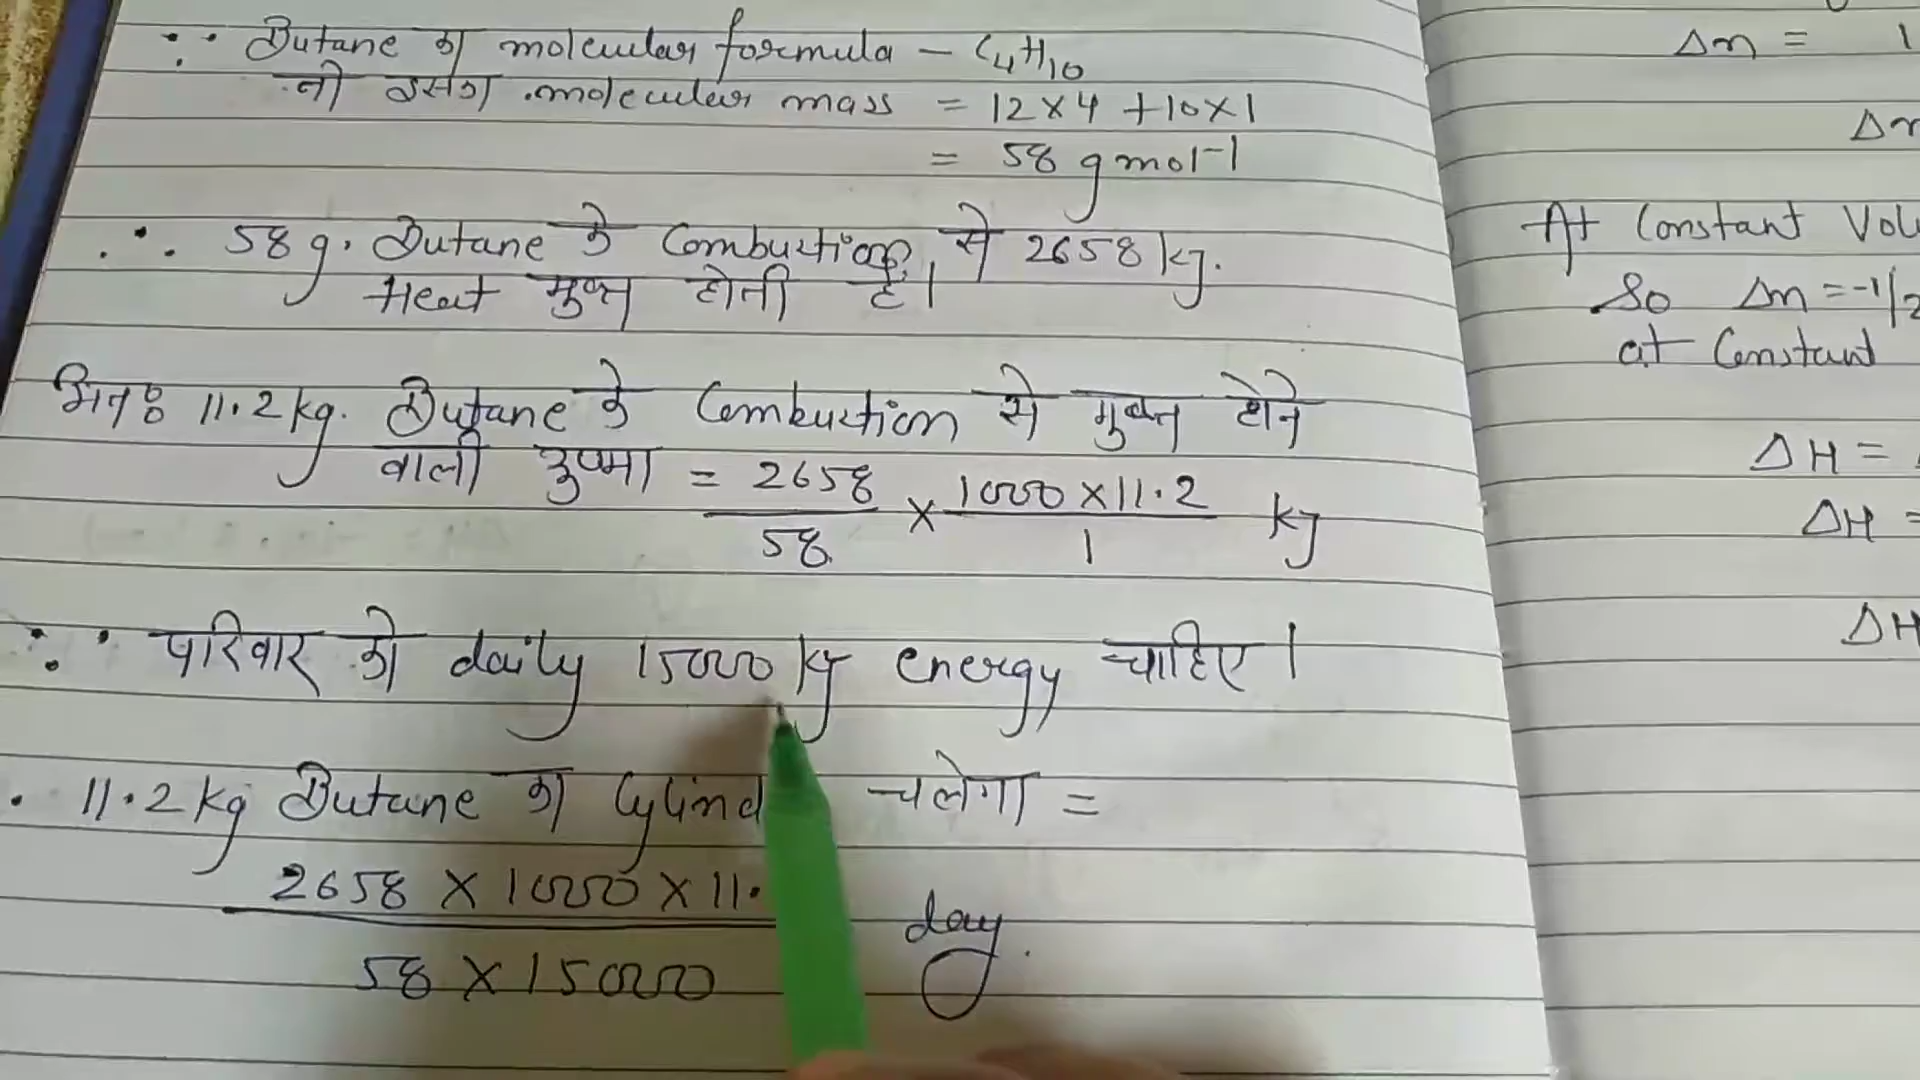 ∵ Butane का molecular formula – C₄H₁₀
तो इसका molecular mass = 12×4 +10×1
= 58 g mol⁻¹
∴ 58 g. Butane के Combustion से 2658 kJ.
Heat मुक्त होती है।
11.2 kg. Butane के Combustion से मुक्त होने
वाली ऊष्मा = 2658/58 × 1000×11.2/1 kJ
∵ परिवार को daily 15000 kJ energy चाहिए।
. 11.2 kg Butane का Cylind चलेगा =
2658 × 1000 × 11.
58 × 15000
day.
Δn = 1
At Constant Vol
So Δn = -1/2
at Constant
ΔH =
ΔH =
ΔH